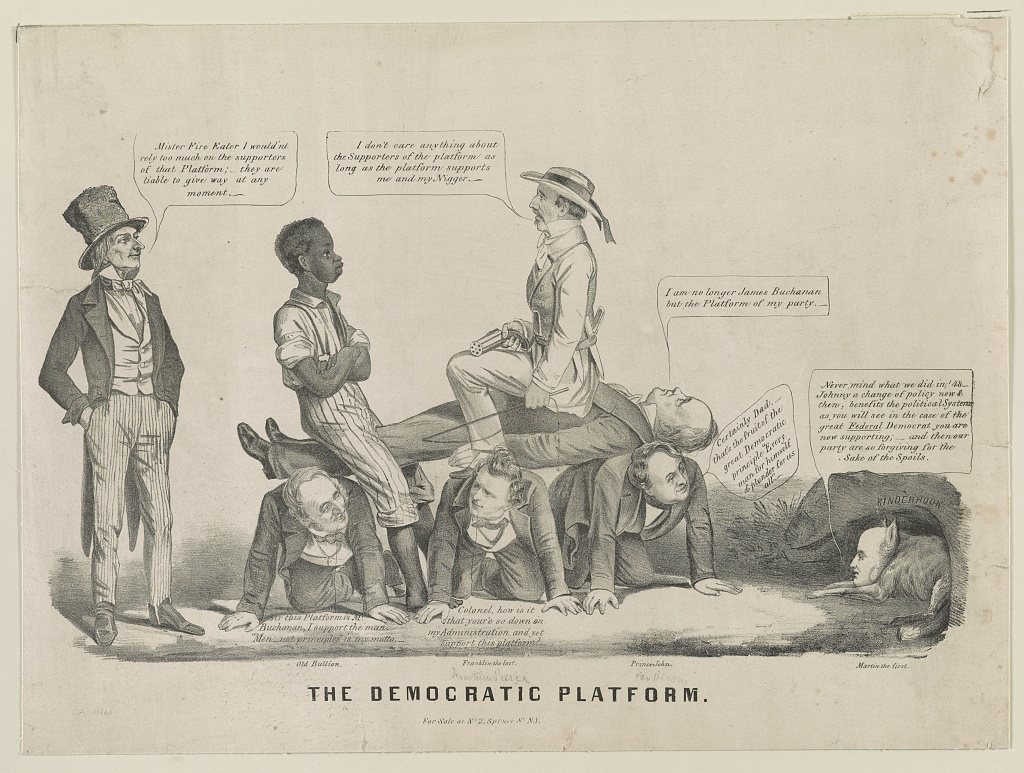 Mister Fire Eater I would'nt
rely too much on the supporters
of that Platform; they are
liable to give way at any
moment.
I don't care anything about
the Supporters of the platform as
long as the platform supports
me and my Nigger.
I am no longer James Buchanan
but the Platform of my party.
Certainly Dad:
thats the fruit of the
great Democratic
principle "Every
man for himself
& plunder for us
all".
Never, mind what we did in,'48
Johnny a change of policy now &
then, benefits the political System
as you will see in the case of the
great Federal Democrat you are
now supporting; and then our
party are so forgiving for the
Sake of the Spoils.
KINDERHOOK
Sir this Platform is Mr.
Buchanan, I support the man.
"Men, not principles is my motto.
Colonel, how is it
that you're so down on
my Administration and yet
support this platform?
Old Bullion.
Franklin the last.
Prince John.
Martin the first.
Franklin Pierce
Van Buren
THE DEMOCRATIC PLATFORM.
For Sale at No. 2, Spruce St. N.Y.